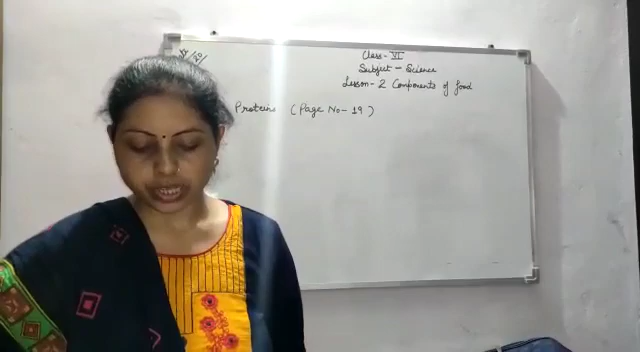 Class - VI
Subject - Science
Lesson - 2 Components of food
Proteins (Page No - 19)